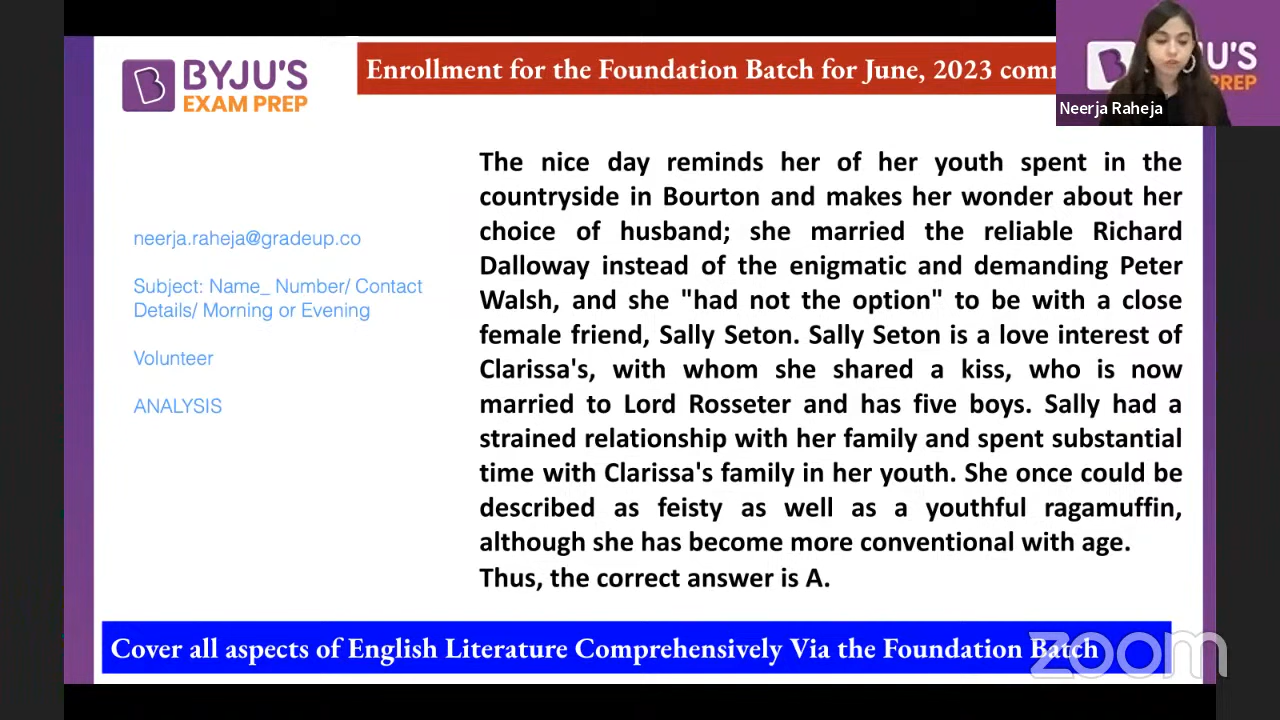 BYJU'S
EXAM PREP
Enrollment for the Foundation Batch for June, 2023
Neerja Raheja
neerja.raheja@gradeup.co
Subject: Name_ Number/ Contact
Details/ Morning or Evening
Volunteer
ANALYSIS
The nice day reminds her of her youth spent in the
countryside in Bourton and makes her wonder about her
choice of husband; she married the reliable Richard
Dalloway instead of the enigmatic and demanding Peter
Walsh, and she "had not the option" to be with a close
female friend, Sally Seton. Sally Seton is a love interest of
Clarissa's, with whom she shared a kiss, who is now
married to Lord Rosseter and has five boys. Sally had a
strained relationship with her family and spent substantial
time with Clarissa's family in her youth. She once could be
described as feisty as well as a youthful ragamuffin,
although she has become more conventional with age.
Thus, the correct answer is A.
Cover all aspects of English Literature Comprehensively Via the Foundation Batch
zoom